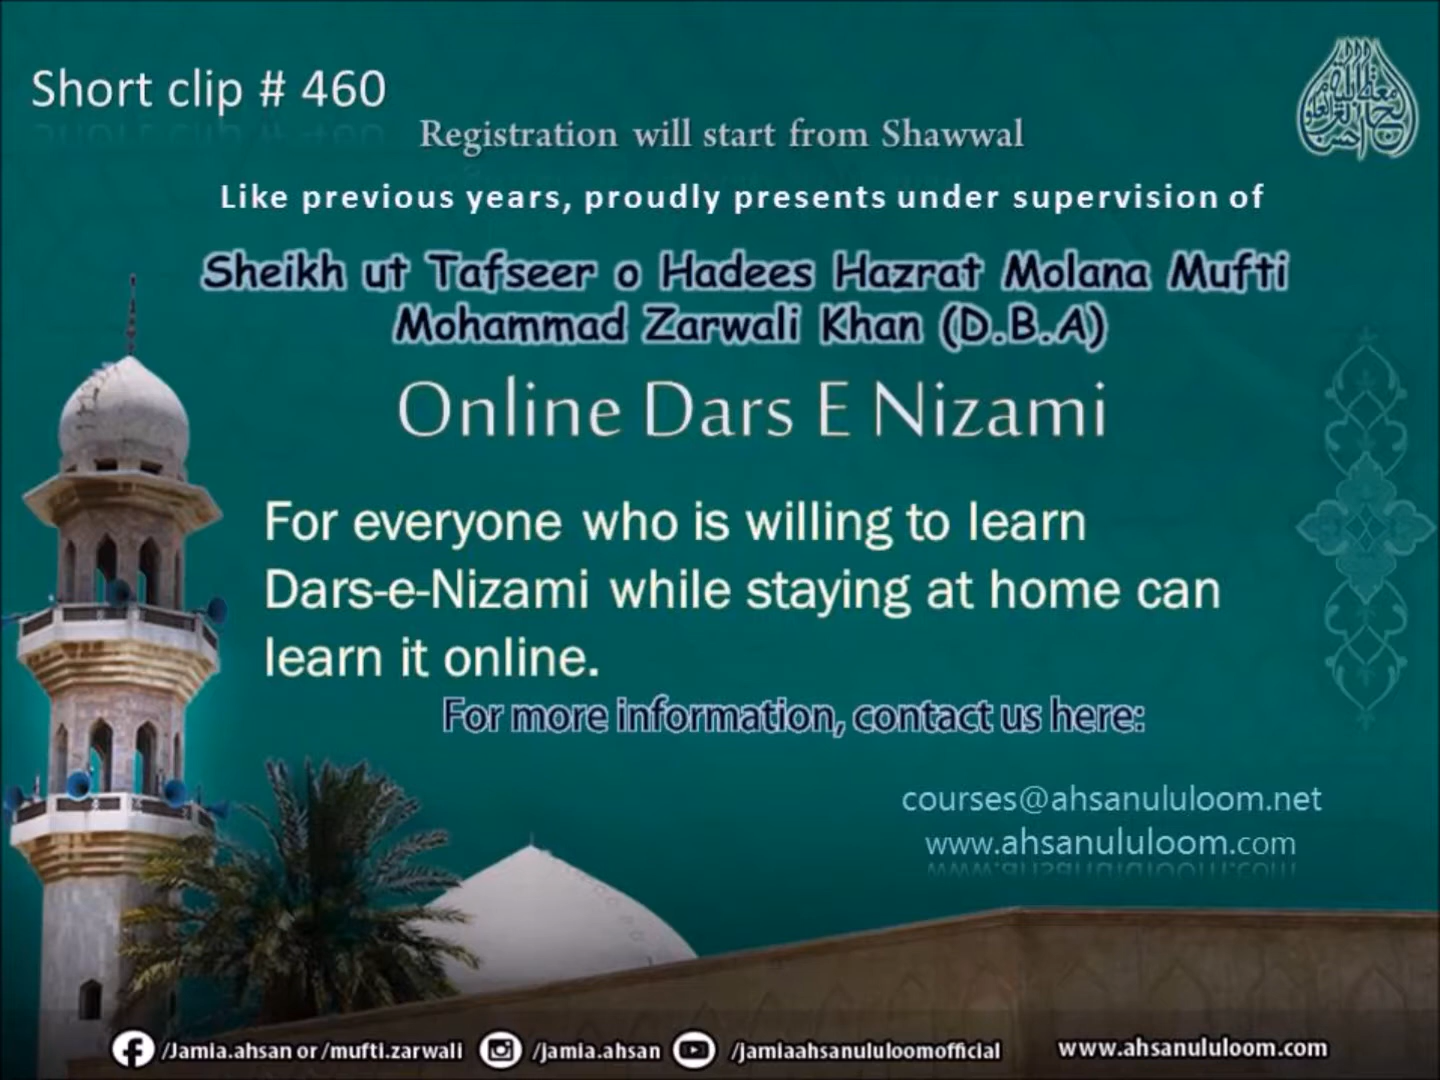 Short clip # 460
Registration will start from Shawwal
Like previous years, proudly presents under supervision of
Sheikh ut Tafseer o Hadees Hazrat Molana Mufti
Mohammad Zarwali Khan (D.B.A)
Online Dars E Nizami
For everyone who is willing to learn
Dars-e-Nizami while staying at home can
learn it online.
For more information, contact us here:
courses@ahsanululoom.net
www.ahsanululoom.com
/Jamia.ahsan or /mufti.zarwali /jamia.ahsan /jamiaahsanululoomofficial www.ahsanululoom.com